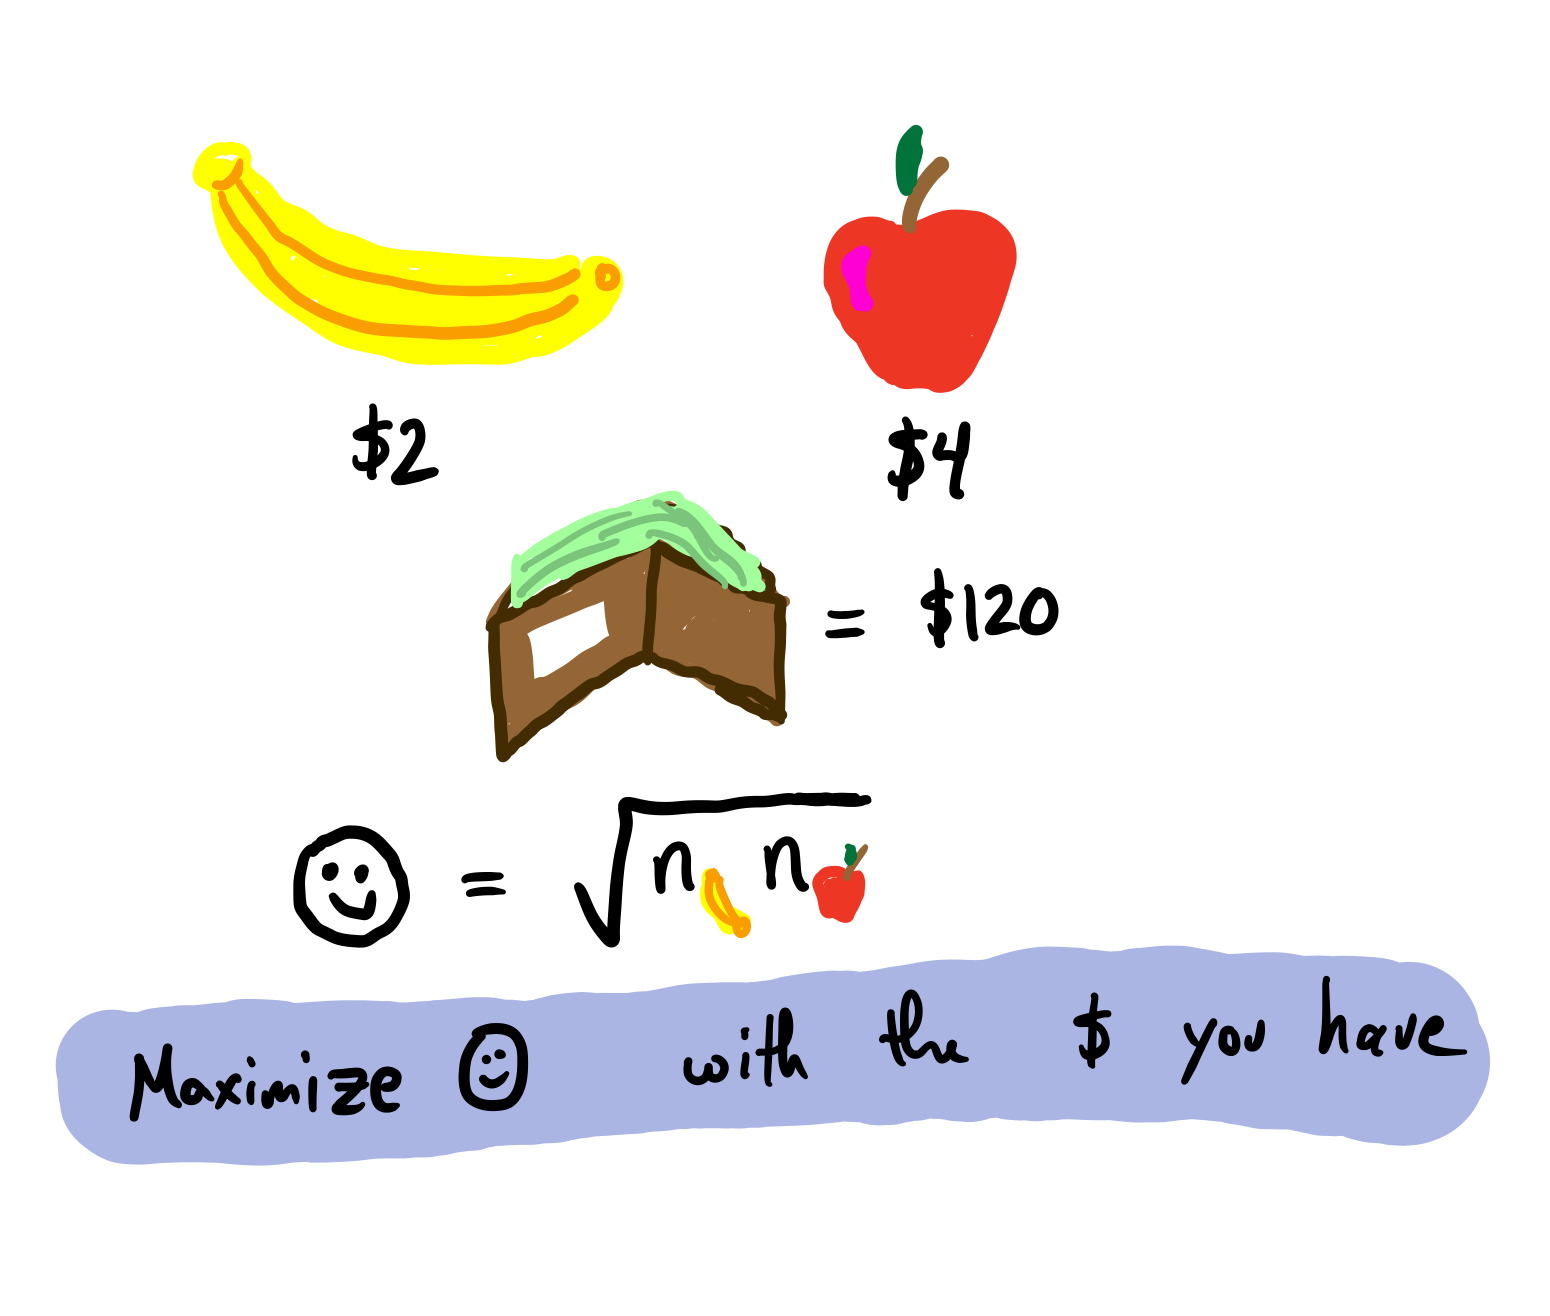 $2 $4
= $120
= √n n
Maximize with the $ you have